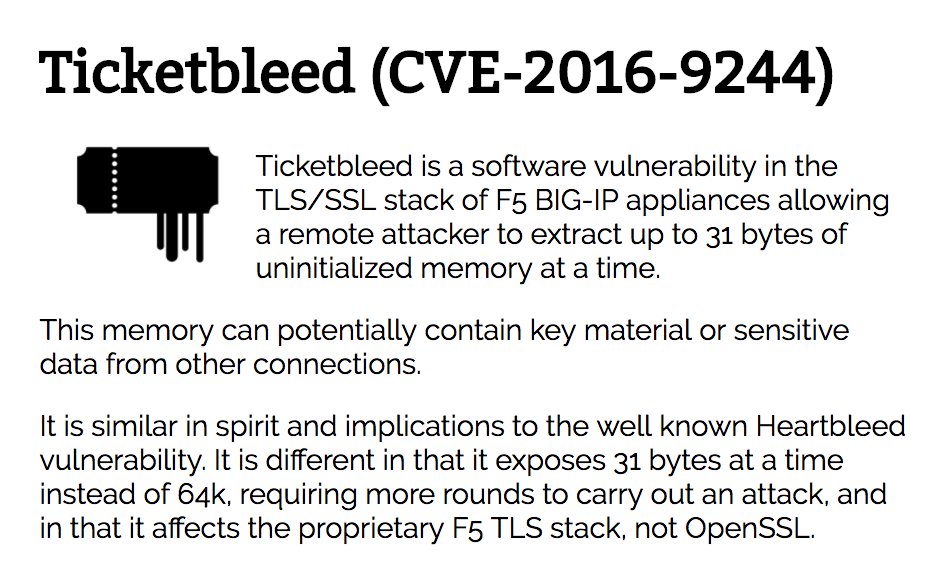 Ticketbleed (CVE-2016-9244)
Ticketbleed is a software vulnerability in the
TLS/SSL stack of F5 BIG-IP appliances allowing
a remote attacker to extract up to 31 bytes of
uninitialized memory at a time.
This memory can potentially contain key material or sensitive
data from other connections.
It is similar in spirit and implications to the well known Heartbleed
vulnerability. It is different in that it exposes 31 bytes at a time
instead of 64k, requiring more rounds to carry out an attack, and
in that it affects the proprietary F5 TLS stack, not OpenSSL.